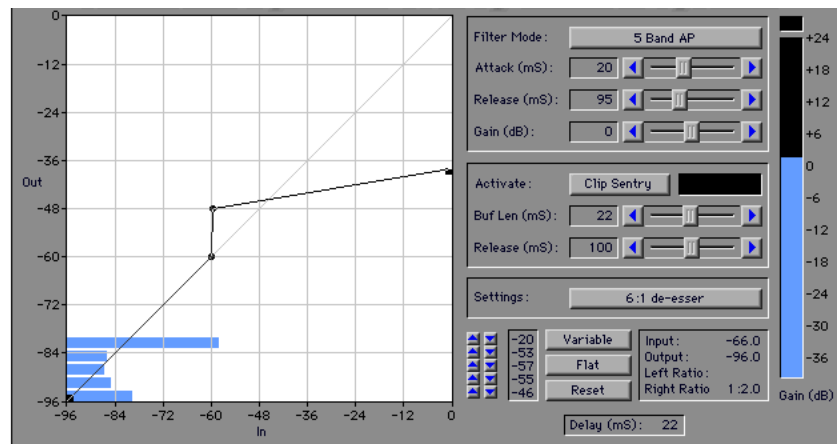 0
-12
-24
-36
Out
-48
-60
-72
-84
-96
-96 -84 -72 -60 -48 -36 -24 -12 0
In
Filter Mode: 5 Band AP
Attack (mS): 20
Release (mS): 95
Gain (dB): 0
Activate: Clip Sentry
Buf Len (mS): 22
Release (mS): 100
Settings: 6:1 de-esser
-20
-53
-57
-55
-46
Variable
Flat
Reset
Input: -66.0
Output: -96.0
Left Ratio:
Right Ratio 1:2.0
Delay (mS): 22
+24
+18
+12
+6
0
-6
-12
-18
-24
-30
-36
Gain (dB)